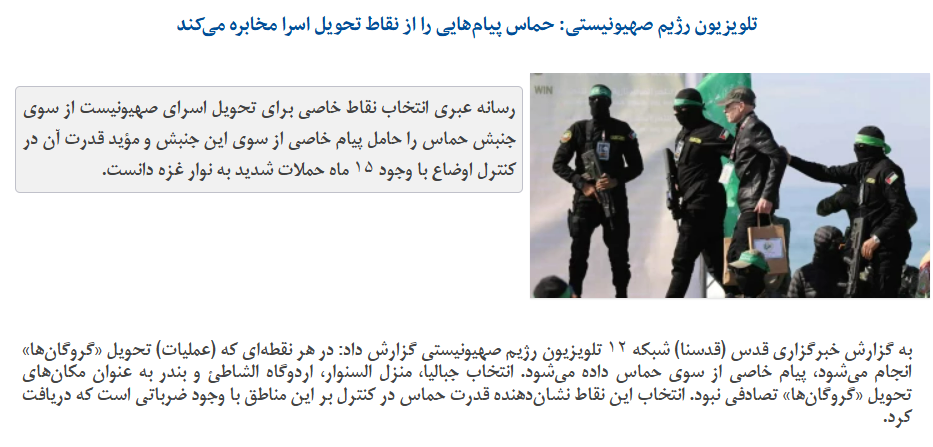 تلویزیون رژیم صهیونیستی: حماس پیام‌هایی را از نقاط تحویل اسرا مخابره می‌کند
رسانه عبری انتخاب نقاط خاصی برای تحویل اسرای صهیونیست از سوی
جنبش حماس را حامل پیام خاصی از سوی این جنبش و مؤید قدرت آن در
کنترل اوضاع با وجود ۱۵ ماه حملات شدید به نوار غزه دانست.
WIN
به گزارش خبرگزاری قدس (قدسنا) شبکه ۱۲ تلویزیون رژیم صهیونیستی گزارش داد: در هر نقطه‌ای که (عملیات) تحویل «گروگان‌ها»
انجام می‌شود، پیام خاصی از سوی حماس داده می‌شود. انتخاب جبالیا، منزل السنوار، اردوگاه الشاطئ و بندر به عنوان مکان‌های
تحویل «گروگان‌ها» تصادفی نبود. انتخاب این نقاط نشان‌دهنده قدرت حماس در کنترل بر این مناطق با وجود ضرباتی است که دریافت
کرد.